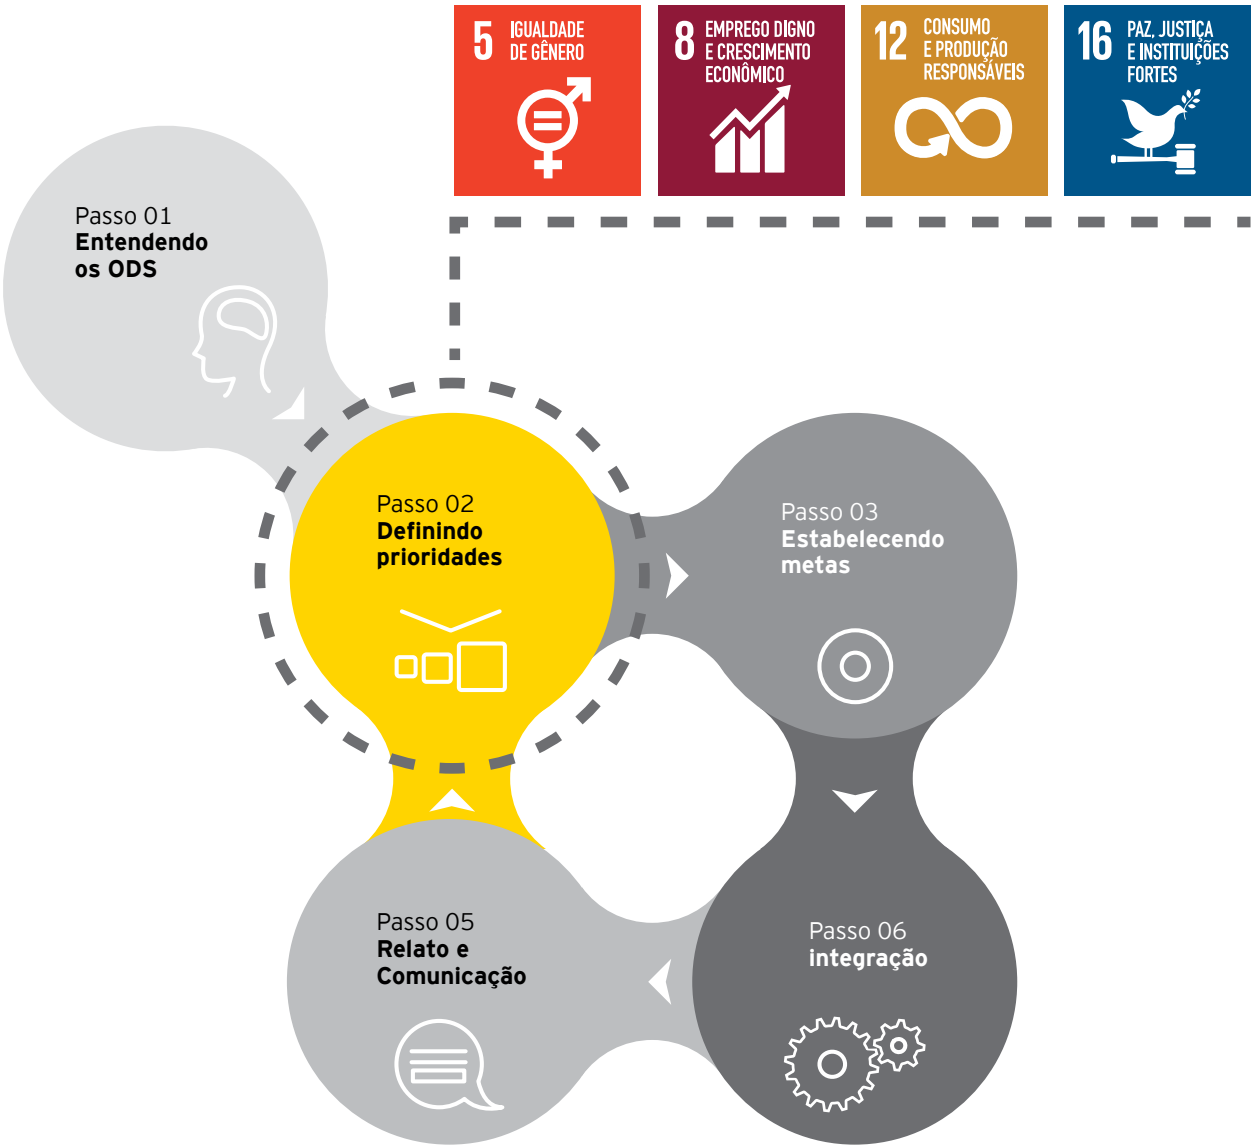 5 IGUALDADE
DE GÊNERO
8 EMPREGO DIGNO
E CRESCIMENTO
ECONÔMICO
12 CONSUMO
E PRODUÇÃO
RESPONSÁVEIS
16 PAZ, JUSTIÇA
E INSTITUIÇÕES
FORTES
Passo 01
Entendendo
os ODS
Passo 02
Definindo
prioridades
Passo 03
Estabelecendo
metas
Passo 05
Relato e
Comunicação
Passo 06
integração